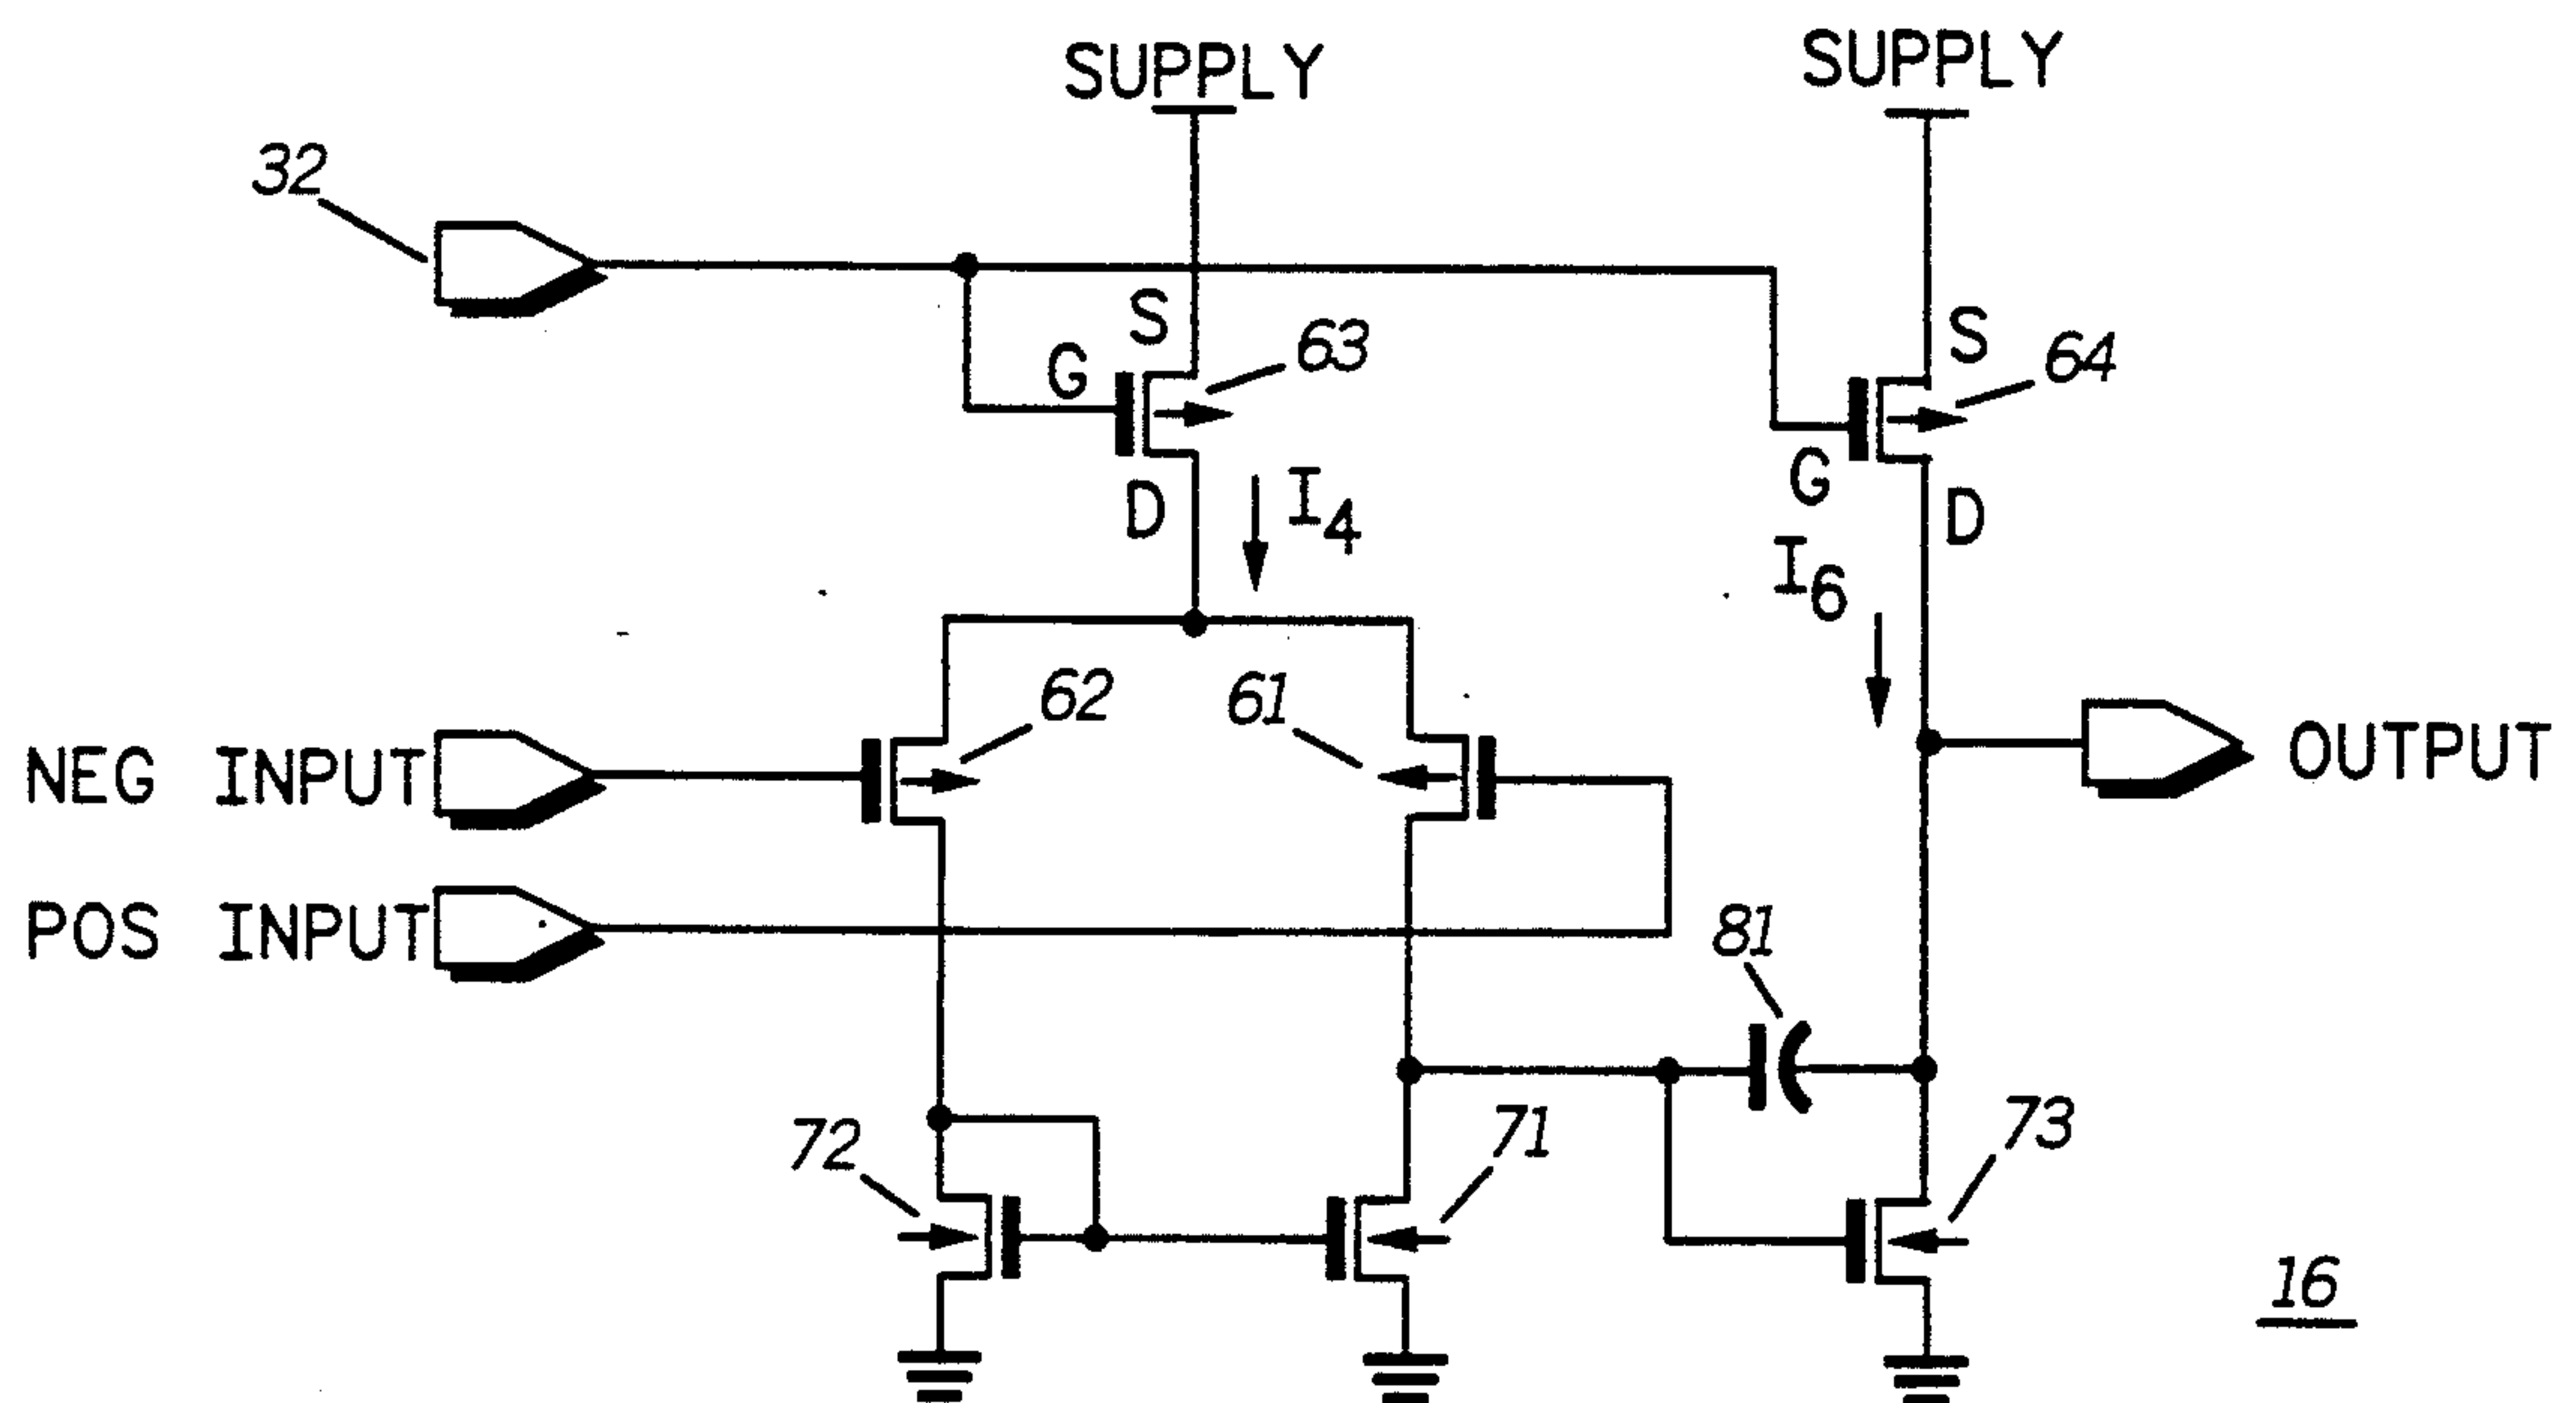 SUPPLY
SUPPLY
32
S
63
G
S
64
D
I4
G
D
I6
62
61
NEG INPUT
OUTPUT
POS INPUT
81
72
71
73
16